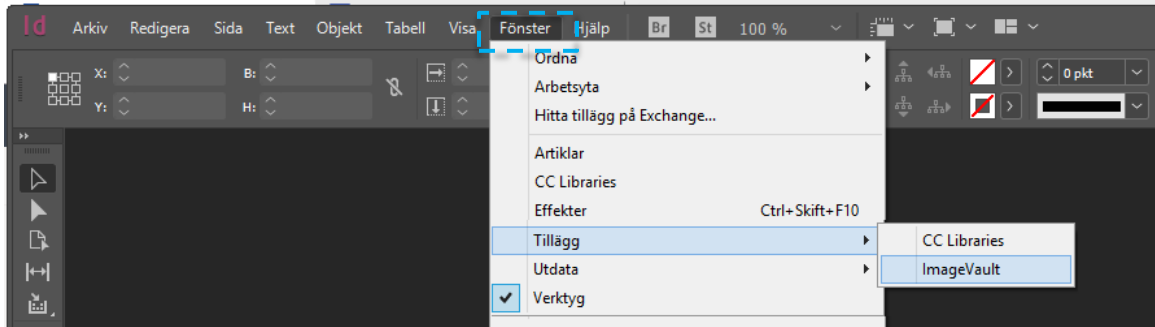 Id Arkiv Redigera Sida Text Objekt Tabell Visa Fönster Hjälp Br St 100 %
X: B: 0 pkt
Y: H:
Ordna
Arbetsyta
Hitta tillägg på Exchange...
Artiklar
CC Libraries
Effekter Ctrl+Skift+F10
Tillägg CC Libraries
Utdata ImageVault
Verktyg